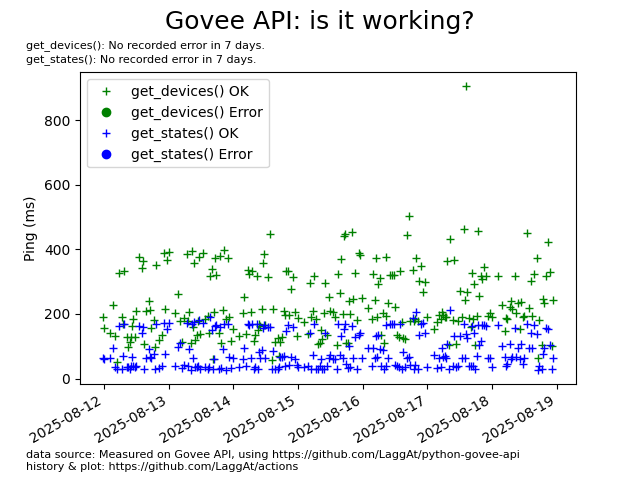 Govee API: is it working?
get_devices(): No recorded error in 7 days.
get_states(): No recorded error in 7 days.
get_devices() OK
get_devices() Error
get_states() OK
get_states() Error
Ping (ms)
800
600
400
200
0
2025-08-12
2025-08-13
2025-08-14
2025-08-15
2025-08-16
2025-08-17
2025-08-18
2025-08-19
data source: Measured on Govee API, using https://github.com/LaggAt/python-govee-api
history & plot: https://github.com/LaggAt/actions